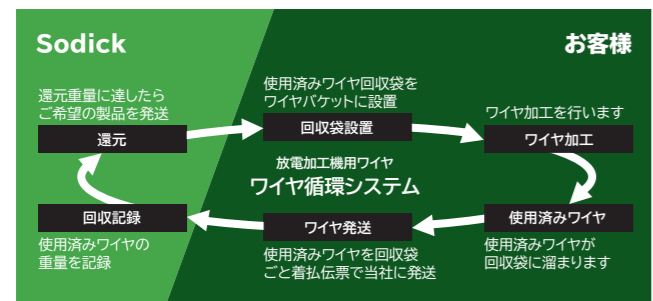 Sodick
お客様
還元重量に達したら
ご希望の製品を発送
還元
使用済みワイヤ回収袋を
ワイヤバケットに設置
回収袋設置
ワイヤ加工を行います
ワイヤ加工
放電加工機用ワイヤ
ワイヤ循環システム
回収記録
使用済みワイヤの
重量を記録
ワイヤ発送
使用済みワイヤを回収袋
ごと着払伝票で当社に発送
使用済みワイヤ
使用済みワイヤが
回収袋に溜まります